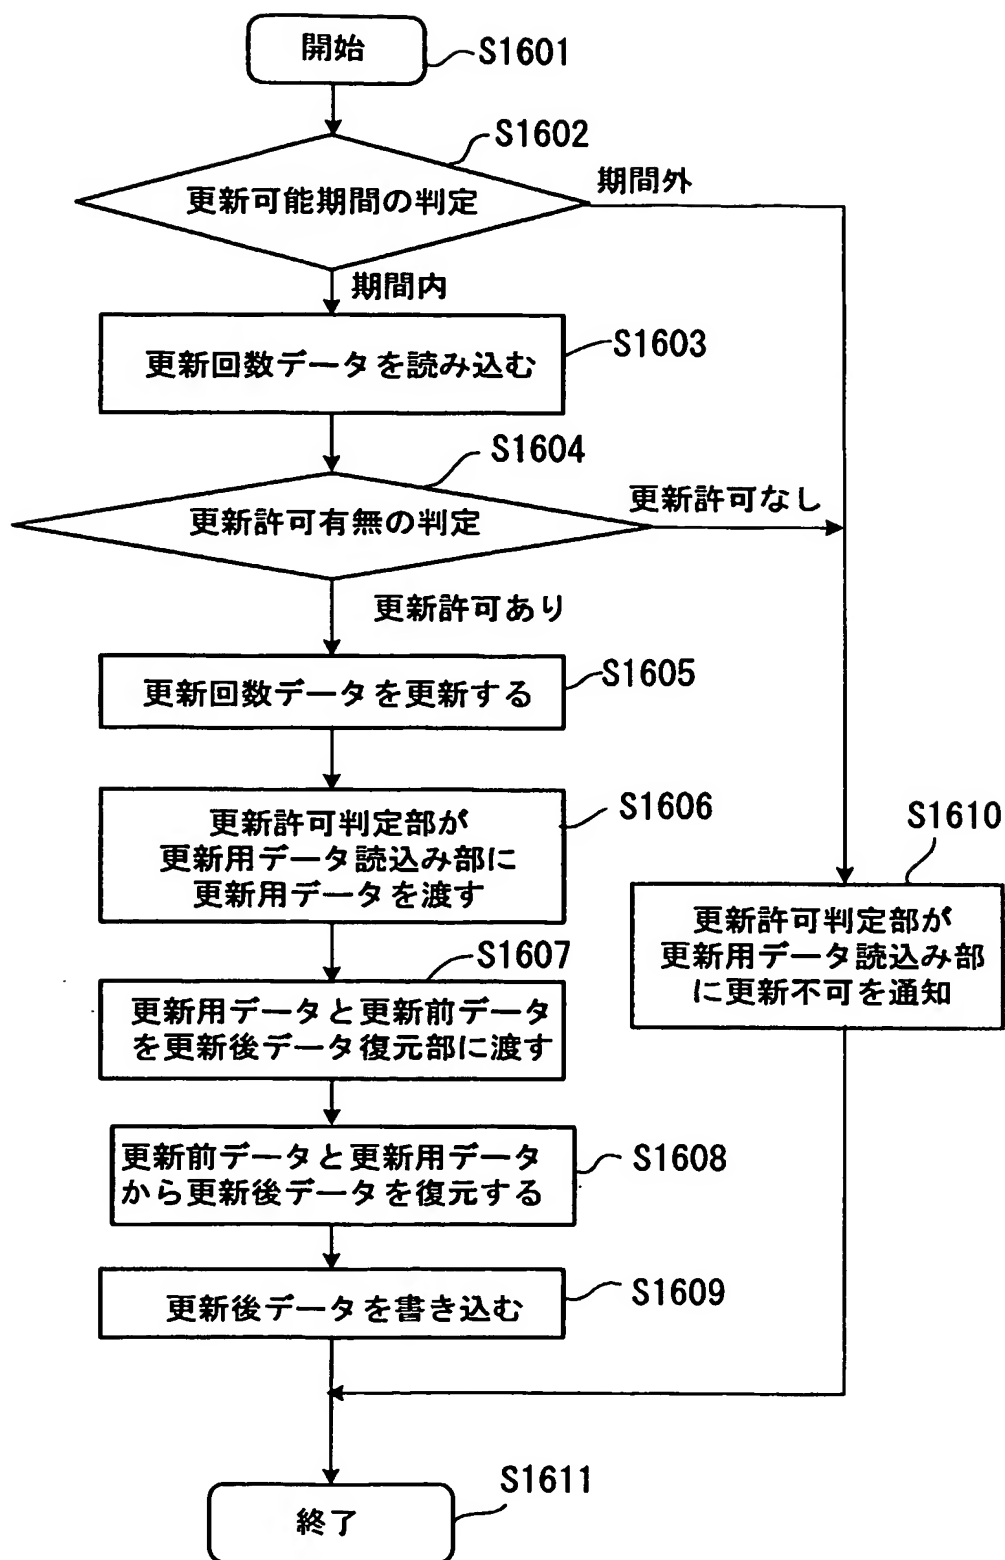 開始
S1601
S1602
更新可能期間の判定
期間外
期間内
更新回数データを読み込む
S1603
S1604
更新許可有無の判定
更新許可なし
更新許可あり
更新回数データを更新する
S1605
更新許可判定部が
更新用データ読込み部に
更新用データを渡す
S1606
S1610
更新許可判定部が
更新用データ読込み部
に更新不可を通知
S1607
更新用データと更新前データ
を更新後データ復元部に渡す
更新前データと更新用データ
から更新後データを復元する
S1608
更新後データを書き込む
S1609
S1611
終了